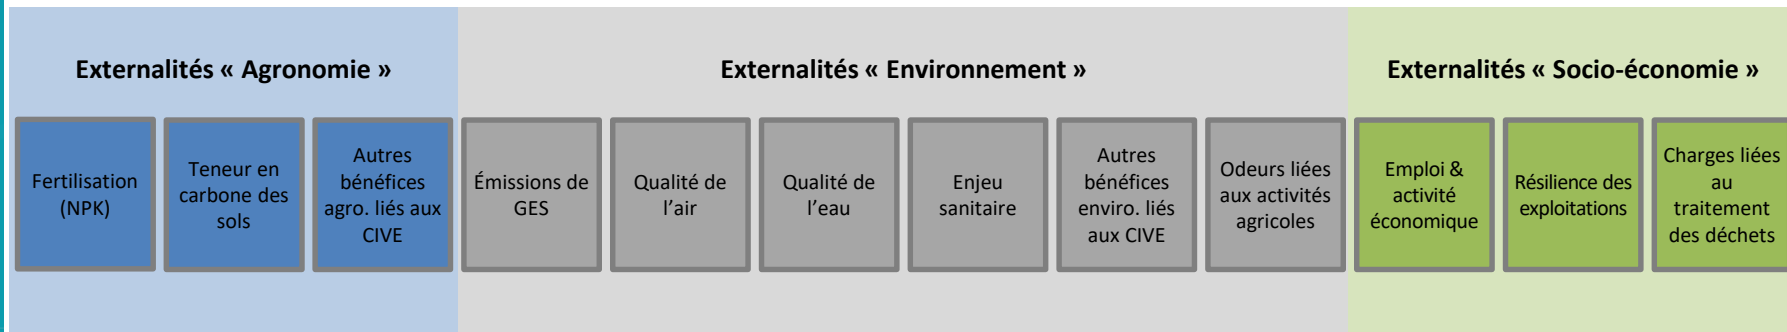 Externalités « Agronomie »
Externalités « Environnement »
Externalités « Socio-économie »
Fertilisation
(NPK)
Teneur en
carbone des
sols
Autres
bénéfices
agro. liés aux
CIVE
Émissions de
GES
Qualité de
l’air
Qualité de
l’eau
Enjeu
sanitaire
Autres
bénéfices
enviro. liés
aux CIVE
Odeurs liées
aux activités
agricoles
Emploi &
activité
économique
Résilience des
exploitations
Charges liées
au
traitement
des déchets